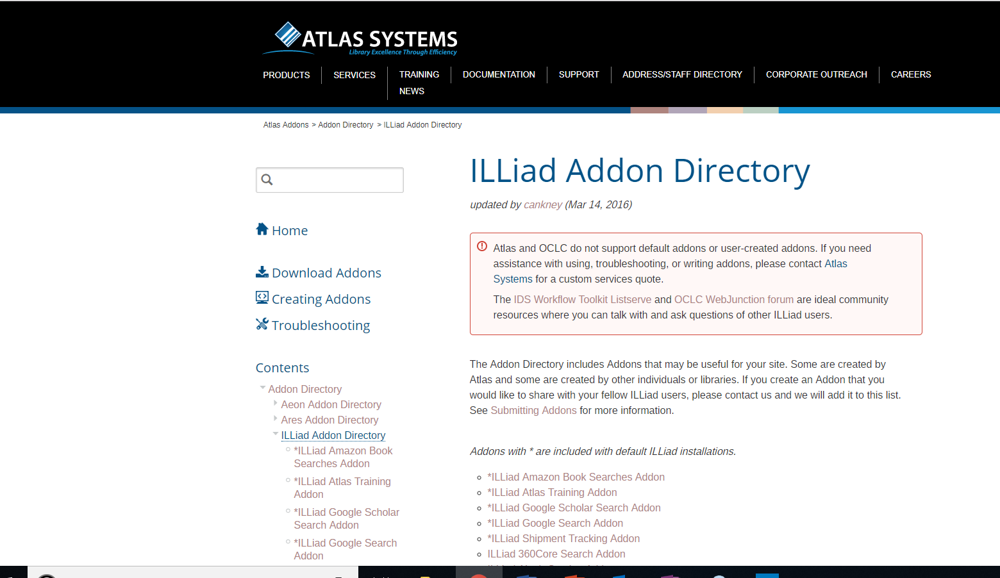 ATLAS SYSTEMS
Library Excellence Through Efficiency
PRODUCTS
SERVICES
TRAINING
DOCUMENTATION
SUPPORT
ADDRESS/STAFF DIRECTORY
CORPORATE OUTREACH
CAREERS
NEWS
Atlas Addons > Addon Directory > ILLiad Addon Directory
Home
Download Addons
Creating Addons
Troubleshooting
Contents
Addon Directory
Aeon Addon Directory
Ares Addon Directory
ILLiad Addon Directory
*ILLiad Amazon Book
Searches Addon
*ILLiad Atlas Training
Addon
*ILLiad Google Scholar
Search Addon
*ILLiad Google Search
Addon
ILLiad Addon Directory
updated by cankney (Mar 14, 2016)
Atlas and OCLC do not support default addons or user-created addons. If you need
assistance with using, troubleshooting, or writing addons, please contact Atlas
Systems for a custom services quote.
The IDS Workflow Toolkit Listserve and OCLC WebJunction forum are ideal community
resources where you can talk with and ask questions of other ILLiad users.
The Addon Directory includes Addons that may be useful for your site. Some are created by
Atlas and some are created by other individuals or libraries. If you create an Addon that you
would like to share with your fellow ILLiad users, please contact us and we will add it to this list.
See Submitting Addons for more information.
Addons with * are included with default ILLiad installations.
*ILLiad Amazon Book Searches Addon
*ILLiad Atlas Training Addon
*ILLiad Google Scholar Search Addon
*ILLiad Google Search Addon
*ILLiad Shipment Tracking Addon
ILLiad 360Core Search Addon